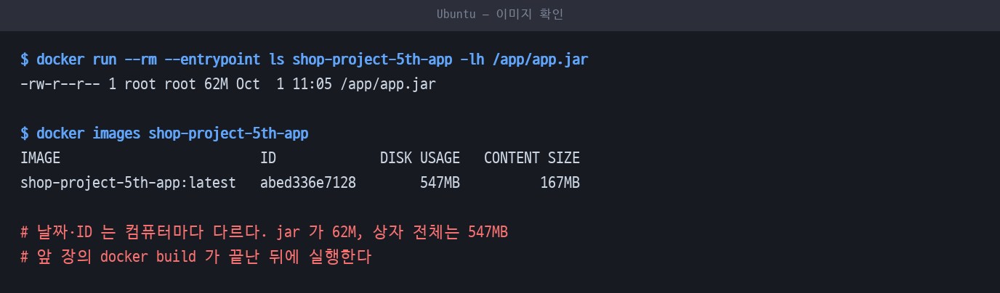 Ubuntu — 이미지 확인
$ docker run --rm --entrypoint ls shop-project-5th-app -lh /app/app.jar
-rw-r--r-- 1 root root 62M Oct  1 11:05 /app/app.jar
$ docker images shop-project-5th-app
IMAGE                         ID             DISK USAGE   CONTENT SIZE
shop-project-5th-app:latest   abed336e7128        547MB          167MB
# 날짜·ID 는 컴퓨터마다 다르다. jar 가 62M, 상자 전체는 547MB
# 앞 장의 docker build 가 끝난 뒤에 실행한다